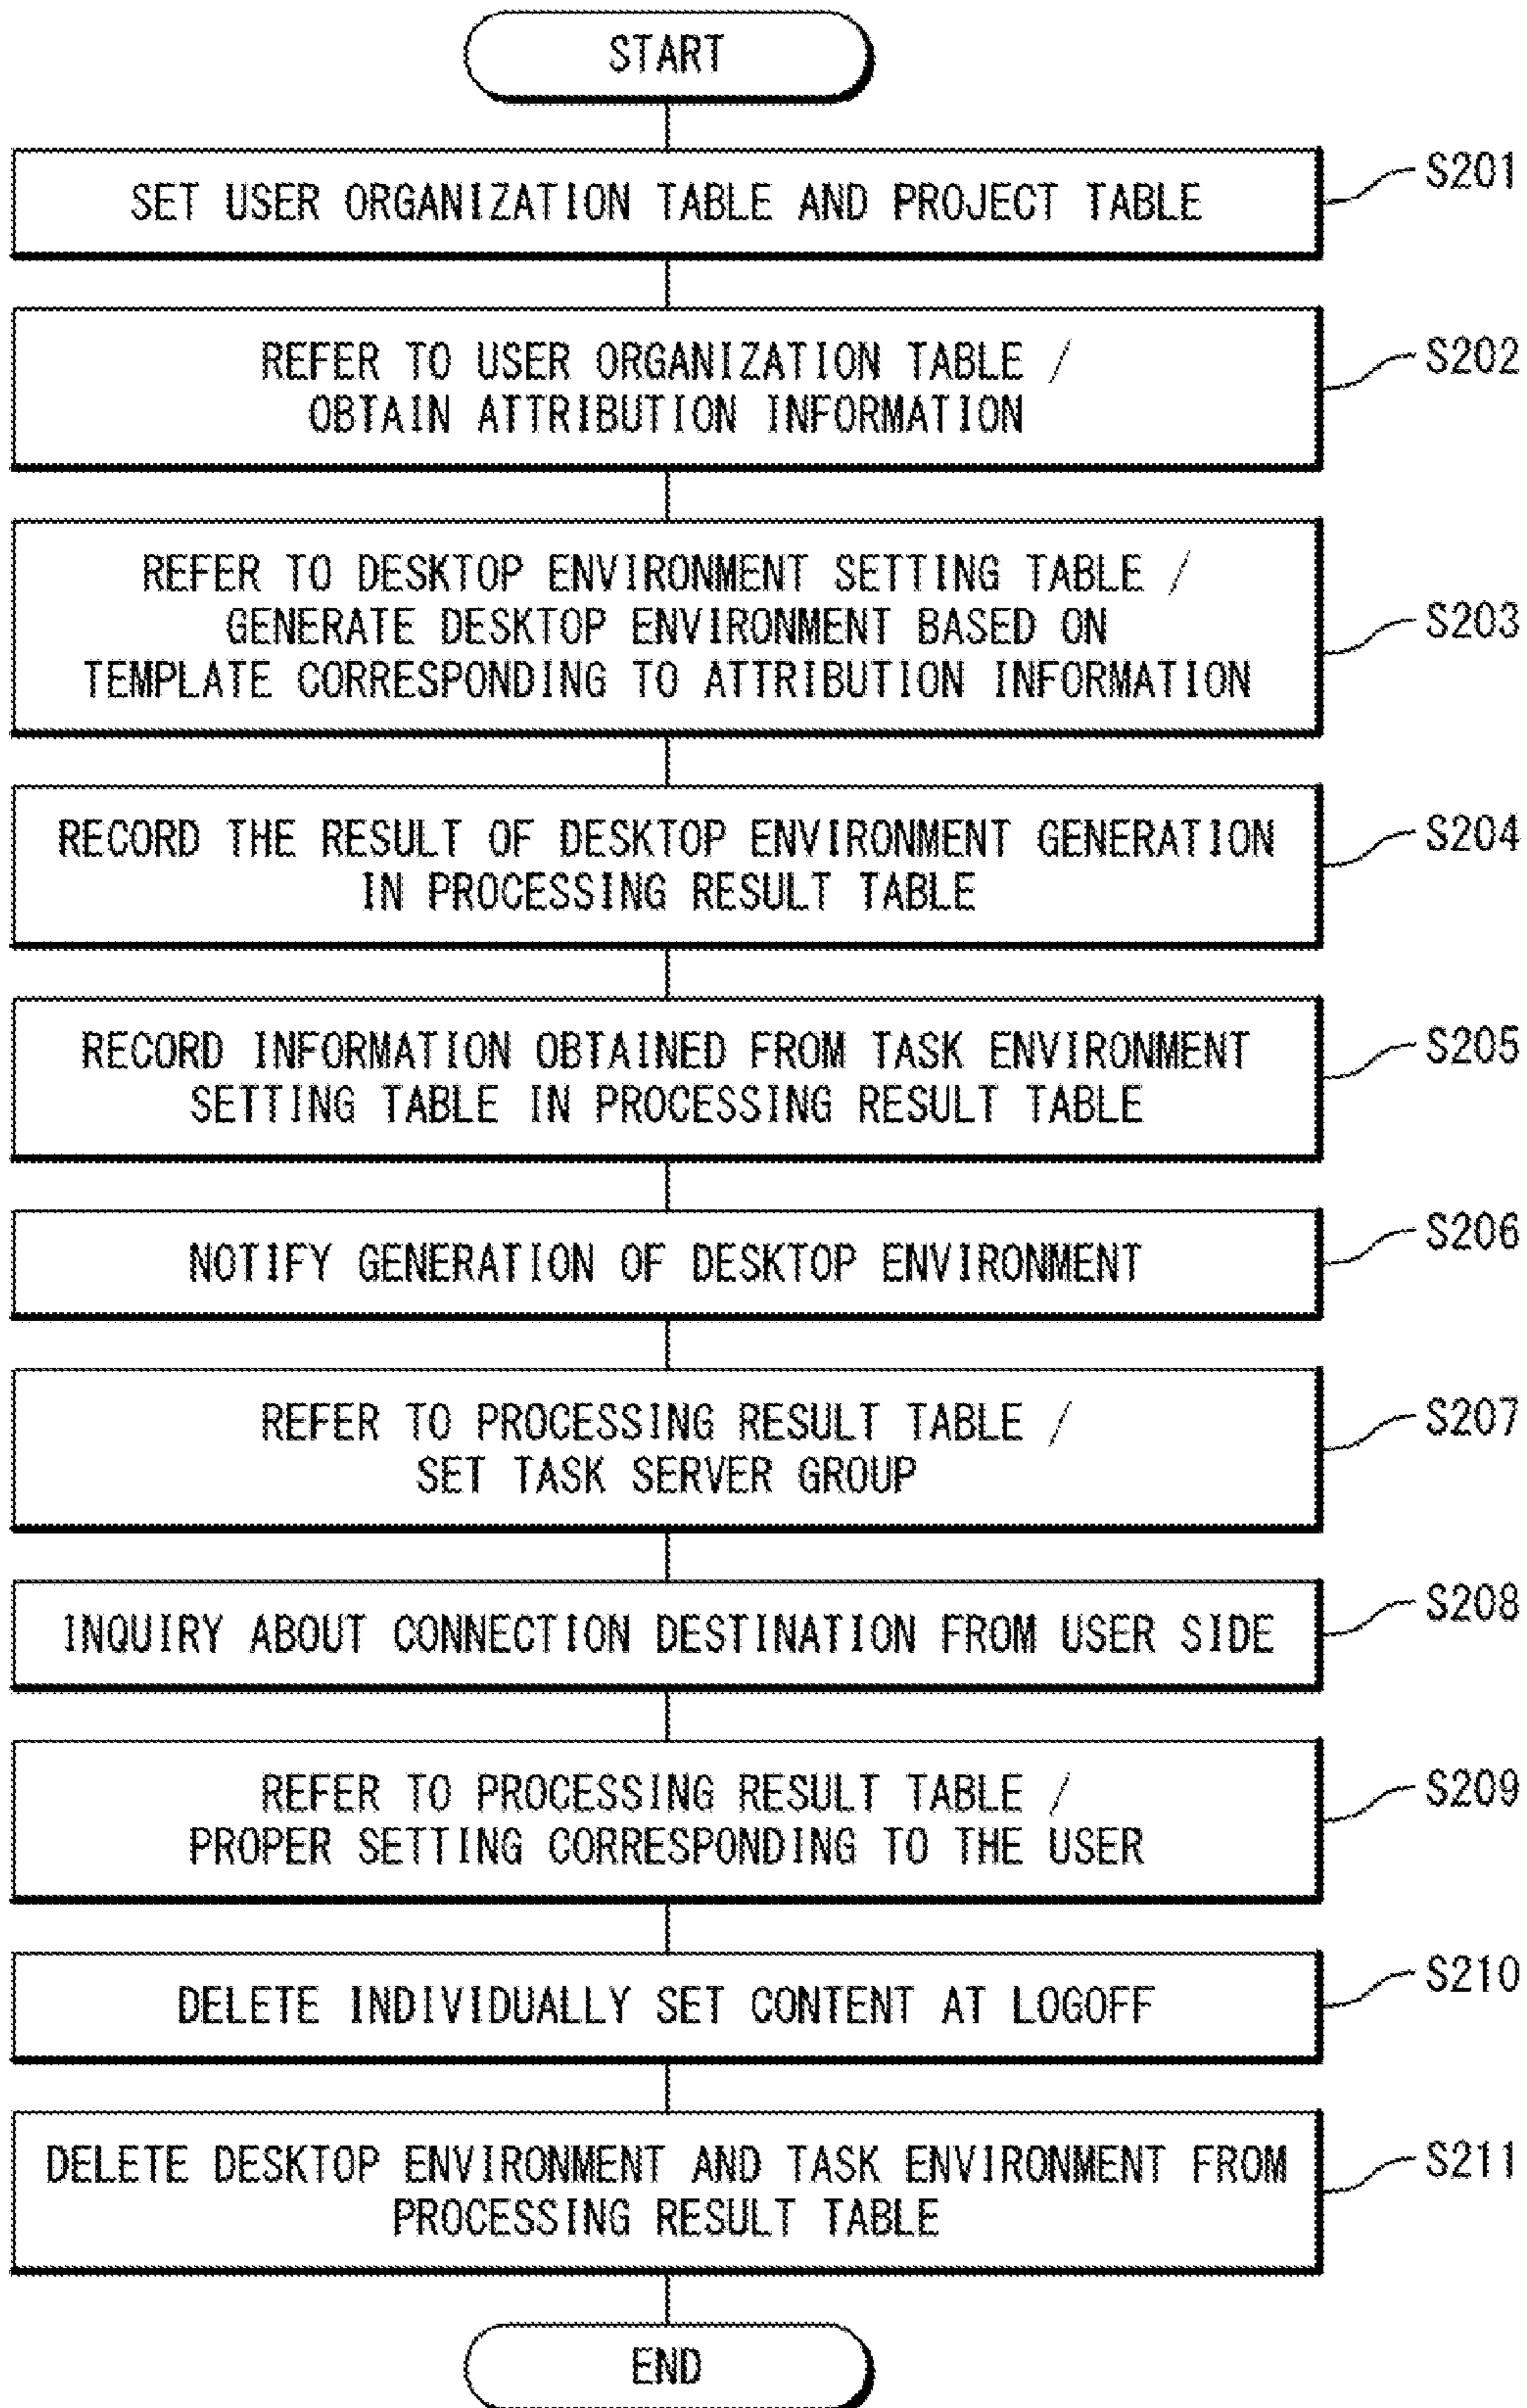 START
SET USER ORGANIZATION TABLE AND PROJECT TABLE
S201
REFER TO USER ORGANIZATION TABLE /
OBTAIN ATTRIBUTION INFORMATION
S202
REFER TO DESKTOP ENVIRONMENT SETTING TABLE /
GENERATE DESKTOP ENVIRONMENT BASED ON
TEMPLATE CORRESPONDING TO ATTRIBUTION INFORMATION
S203
RECORD THE RESULT OF DESKTOP ENVIRONMENT GENERATION
IN PROCESSING RESULT TABLE
S204
RECORD INFORMATION OBTAINED FROM TASK ENVIRONMENT
SETTING TABLE IN PROCESSING RESULT TABLE
S205
NOTIFY GENERATION OF DESKTOP ENVIRONMENT
S206
REFER TO PROCESSING RESULT TABLE /
SET TASK SERVER GROUP
S207
INQUIRY ABOUT CONNECTION DESTINATION FROM USER SIDE
S208
REFER TO PROCESSING RESULT TABLE /
PROPER SETTING CORRESPONDING TO THE USER
S209
DELETE INDIVIDUALLY SET CONTENT AT LOGOFF
S210
DELETE DESKTOP ENVIRONMENT AND TASK ENVIRONMENT FROM
PROCESSING RESULT TABLE
S211
END